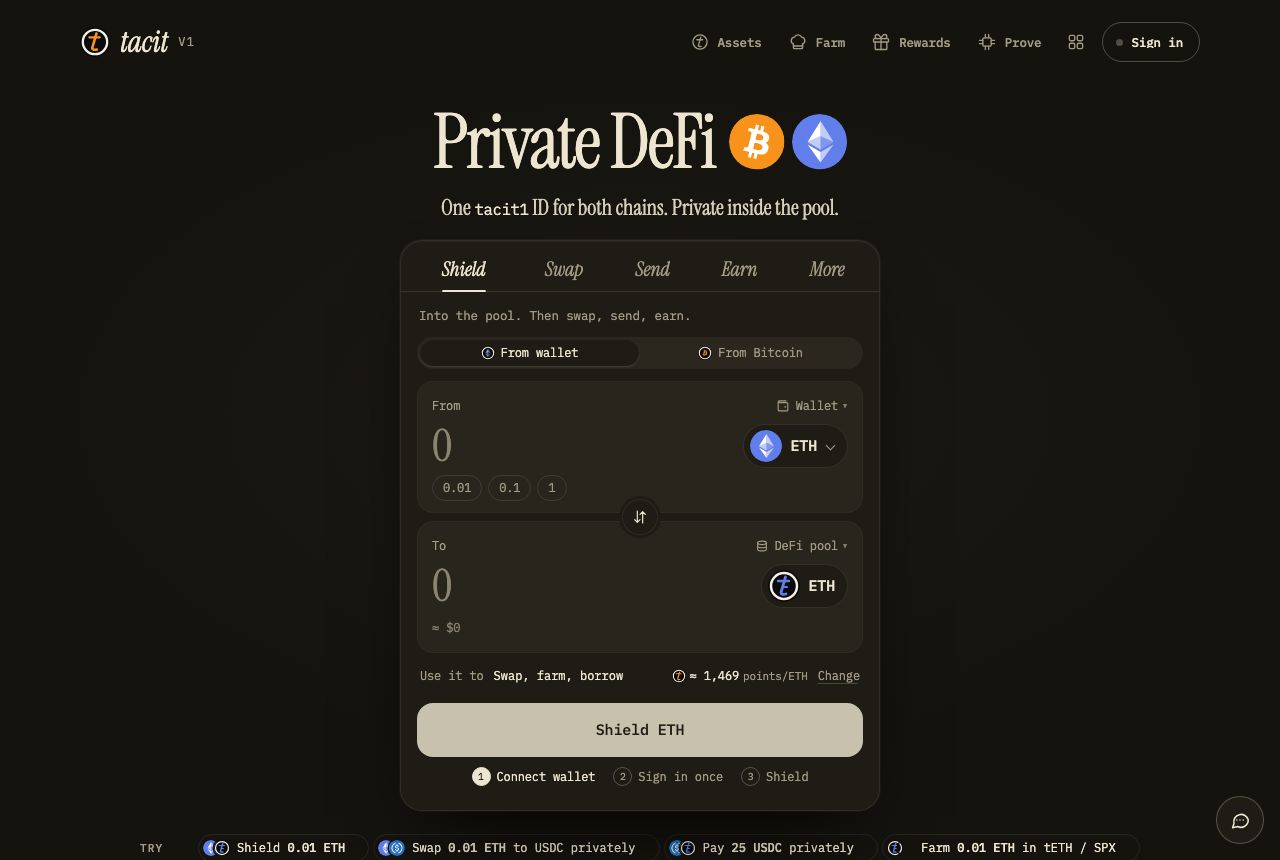 tacit V1
Assets Farm Rewards Prove Sign in
Private DeFi
One tacit1 ID for both chains. Private inside the pool.
Shield Swap Send Earn More
Into the pool. Then swap, send, earn.
From wallet From Bitcoin
From Wallet
0 ETH
0.01 0.1 1
To DeFi pool
0 ETH
≈ $0
Use it to Swap, farm, borrow ≈ 1,469 points/ETH Change
Shield ETH
1 Connect wallet 2 Sign in once 3 Shield
TRY Shield 0.01 ETH Swap 0.01 ETH to USDC privately Pay 25 USDC privately Farm 0.01 ETH in tETH / SPX